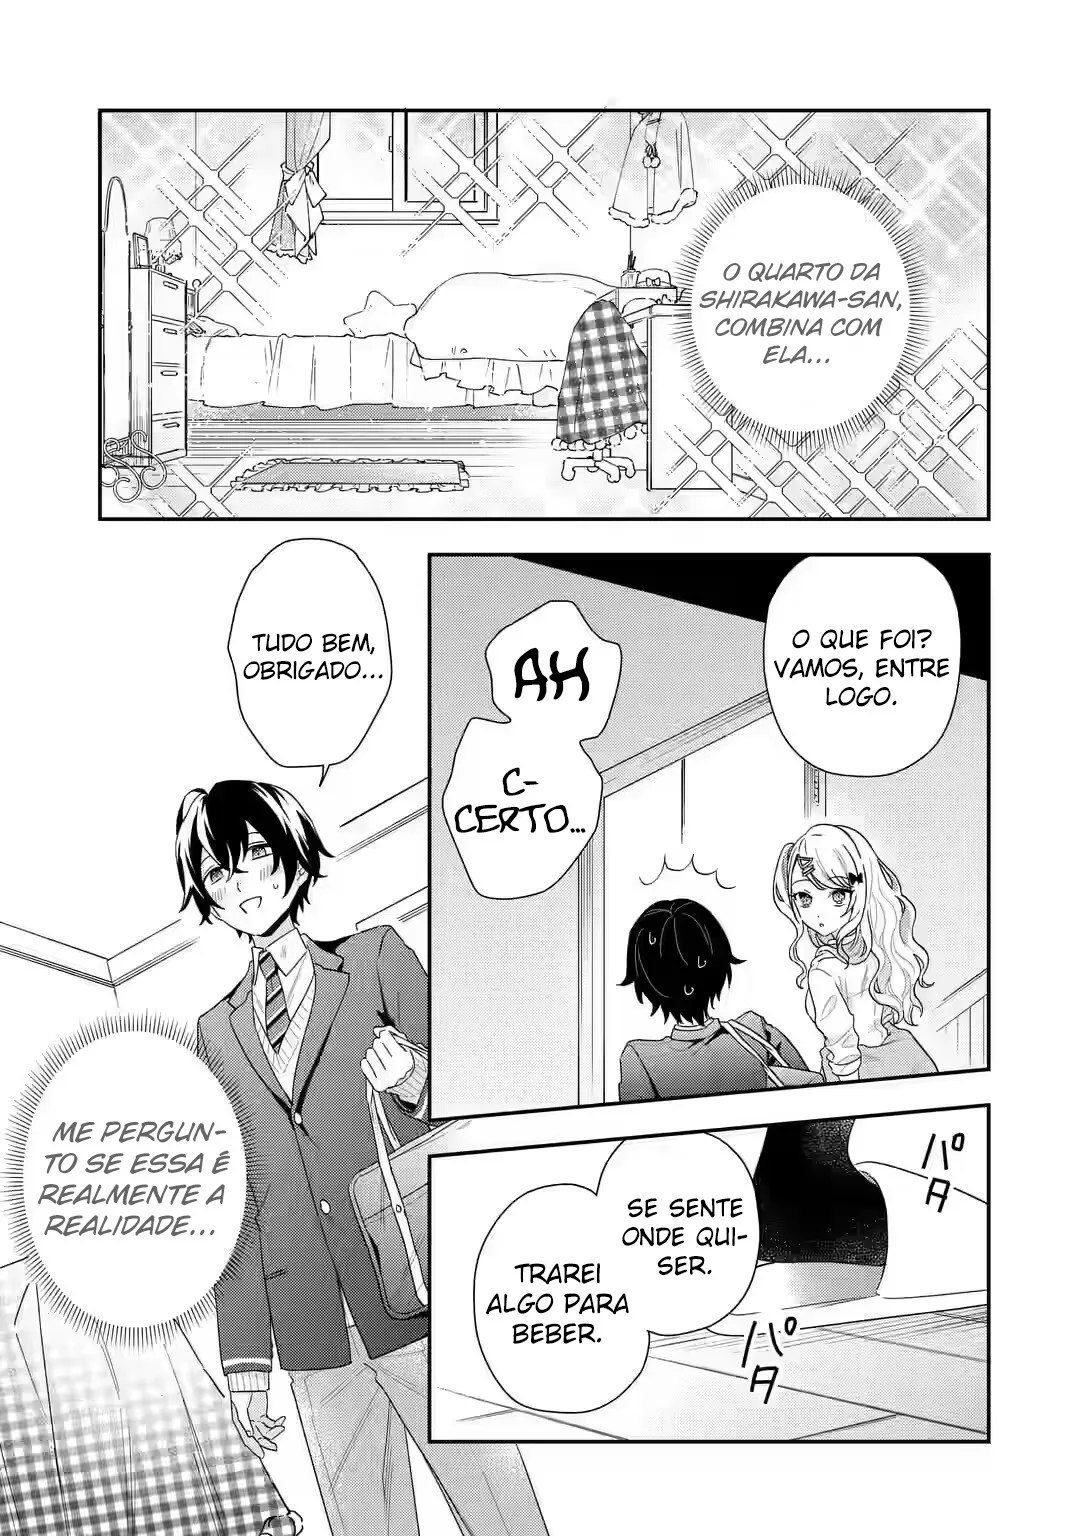 O QUARTO DA
SHIRAKAWA-SAN,
COMBINA COM
ELA...
O QUE FOI?
VAMOS, ENTRE
LOGO.
AH
C-
CERTO...
TUDO BEM,
OBRIGADO...
ME PERGUN-
TO SE ESSA É
REALMENTE A
REALIDADE...
パタ
SE SENTE
ONDE QUI-
SER.
TRAREI
ALGO PARA
BEBER.
パタ